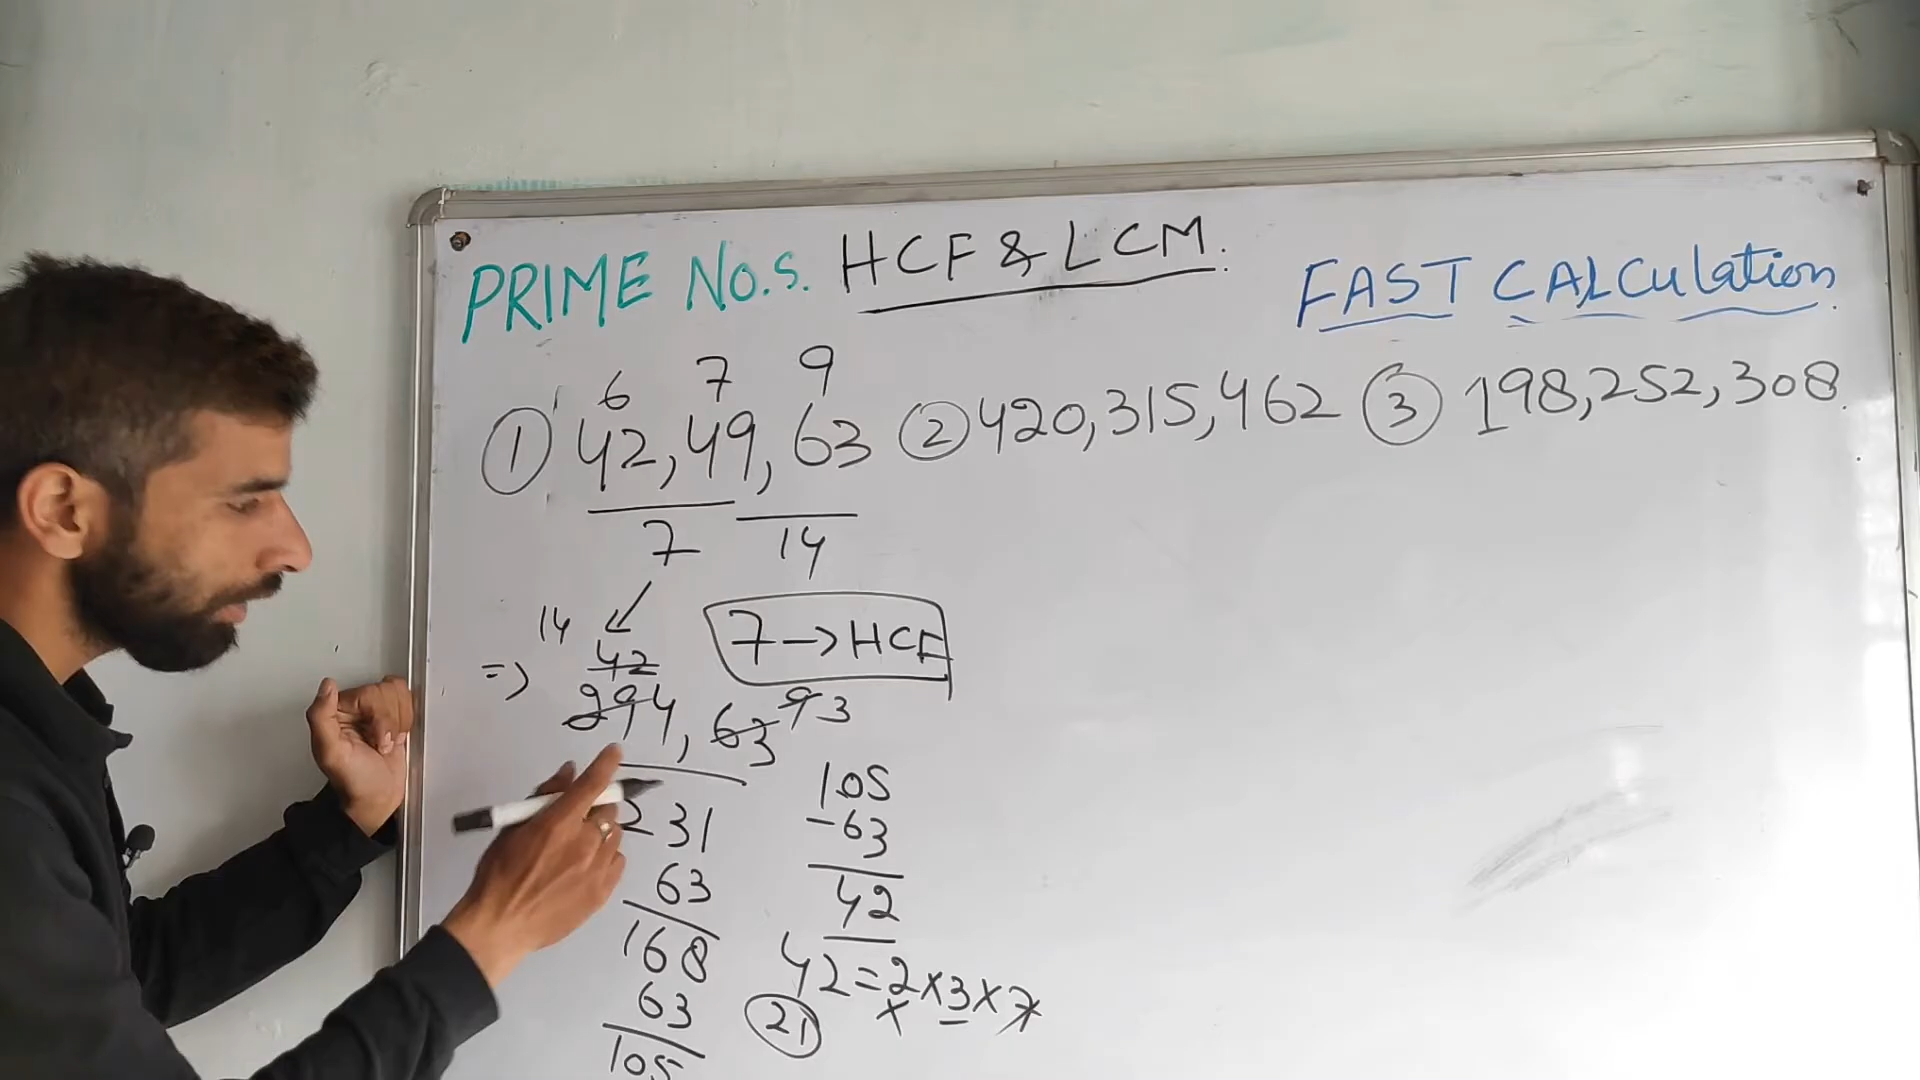 PRIME No.s. HCF & LCM. FAST CALCulation
6 7 9
① 42, 49, 63 ② 420, 315, 462 ③ 198, 252, 308.
7 14
14
=> 42 7 → HCF
294, 63 9 3
231 105
63 -63
168 42
63 42 = 2 x 3 x 7
105 21